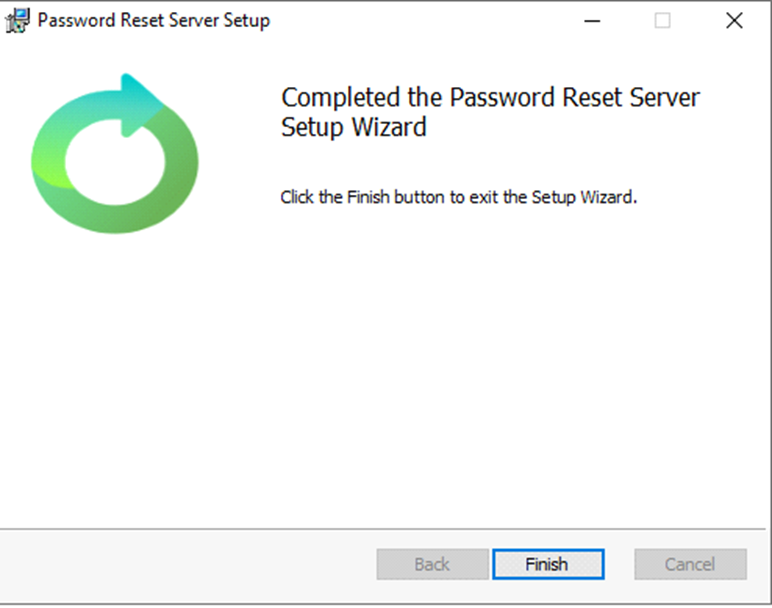 Password Reset Server Setup
Completed the Password Reset Server
Setup Wizard
Click the Finish button to exit the Setup Wizard.
Back
Finish
Cancel